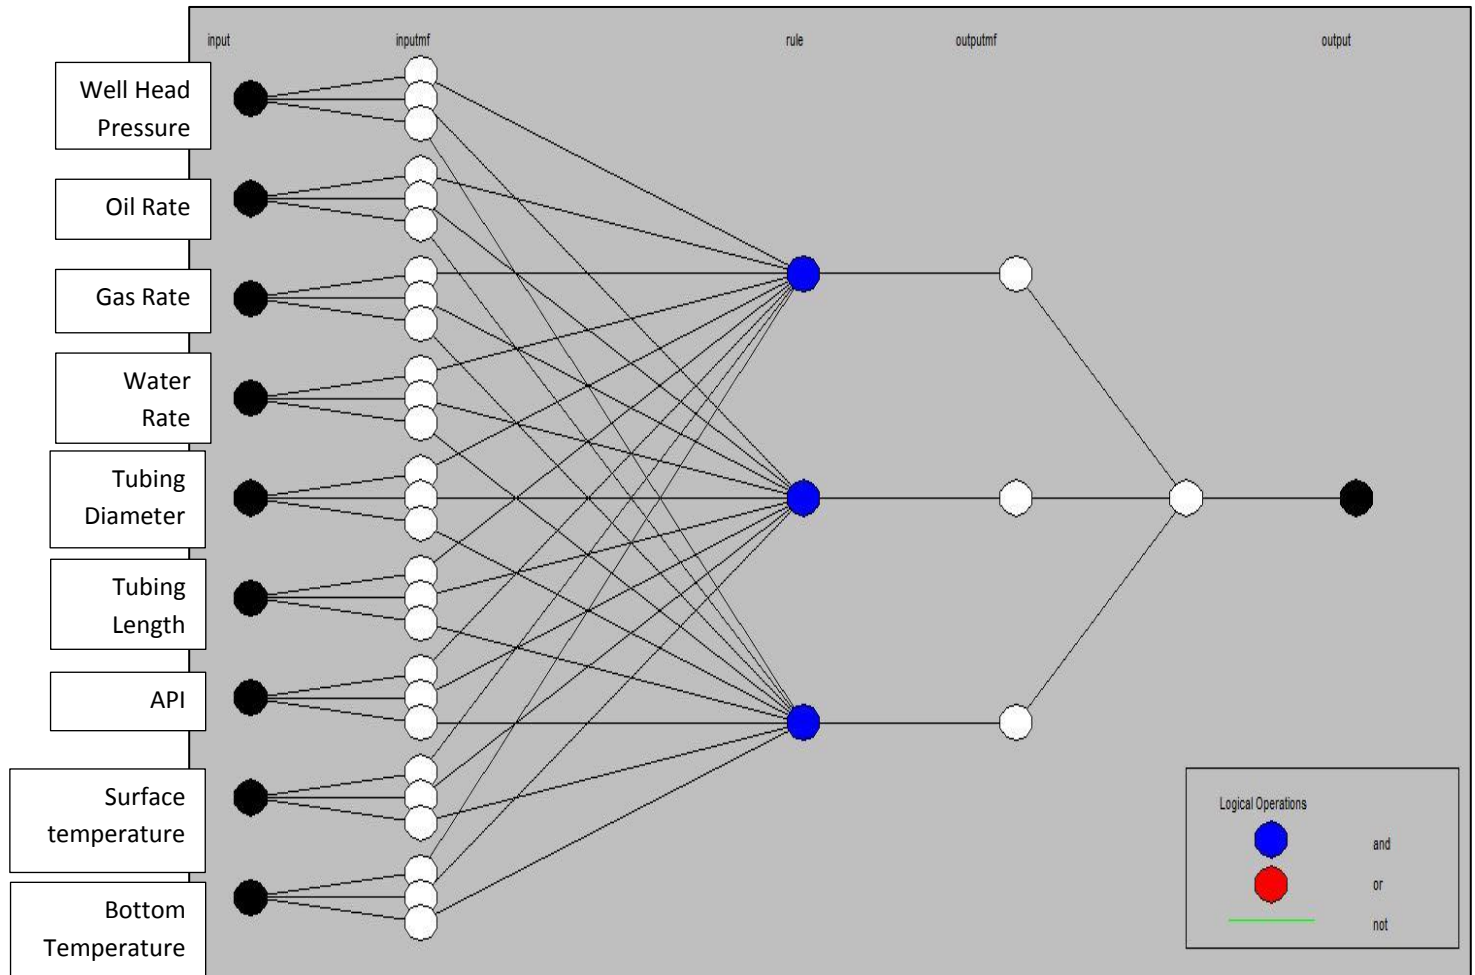 input
inputmf
rule
outputmf
output
Well Head
Pressure
Oil Rate
Gas Rate
Water
Rate
Tubing
Diameter
Tubing
Length
API
Surface
temperature
Bottom
Temperature
Logical Operations
and
or
not